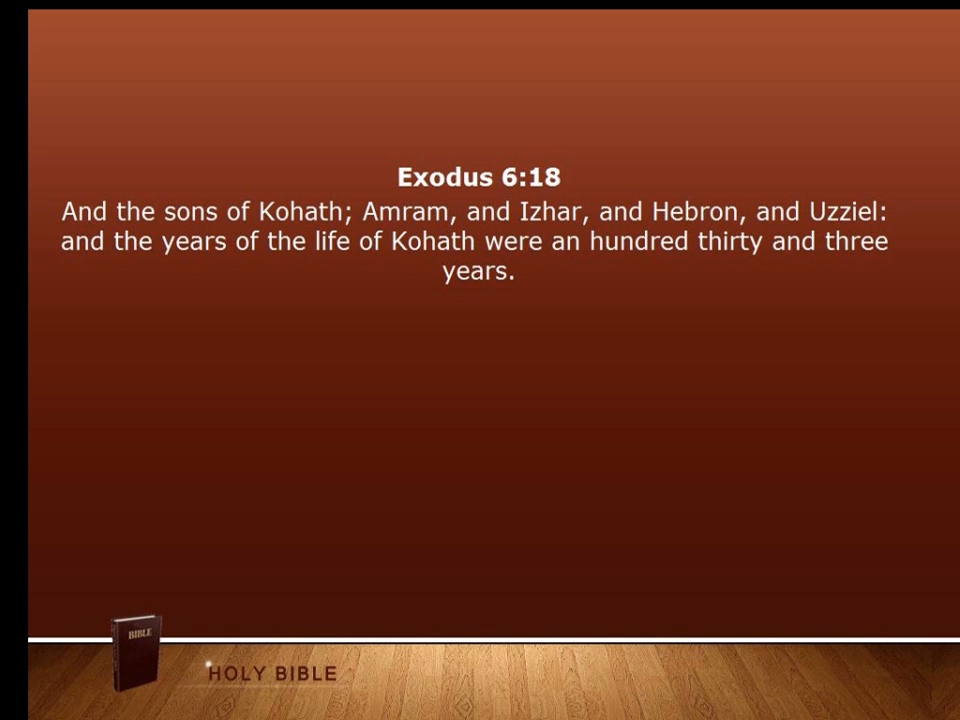 Exodus 6:18
And the sons of Kohath; Amram, and Izhar, and Hebron, and Uzziel:
and the years of the life of Kohath were an hundred thirty and three
years.
BIBLE
HOLY BIBLE